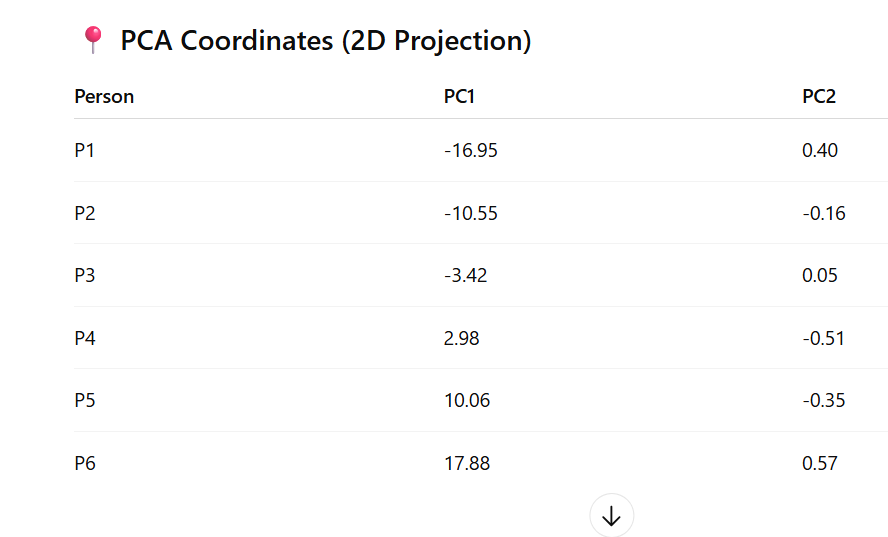 📍 PCA Coordinates (2D Projection)
Person PC1 PC2
P1 -16.95 0.40
P2 -10.55 -0.16
P3 -3.42 0.05
P4 2.98 -0.51
P5 10.06 -0.35
P6 17.88 0.57